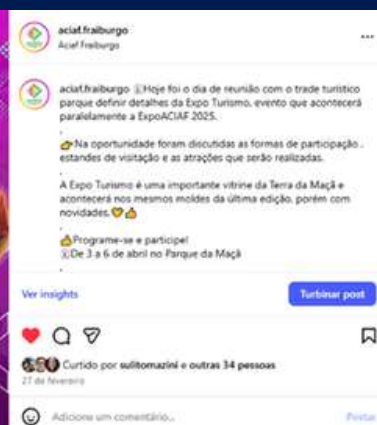 aciaf.fraiburgo
Aciaf Fraiburgo
aciaf.fraiburgo Hoje foi o dia de reunião com o trade turístico
parque definir detalhes da Expo Turismo, evento que acontecerá
paralelamente a ExpoACIAF 2025.
.
👉Na oportunidade foram discutidas as formas de participação ,
estandes de visitação e as atrações que serão realizadas.
.
A Expo Turismo é uma importante vitrine da Terra da Maçã e
acontecerá nos mesmos moldes da última edição, porém com
novidades.💛👍
.
👍Programe-se e participe!
De 3 a 6 de abril no Parque da Maçã
.
Ver insights
Turbinar post
Curtido por sulitomazini e outras 34 pessoas
27 de fevereiro
Adicione um comentário...
Postar